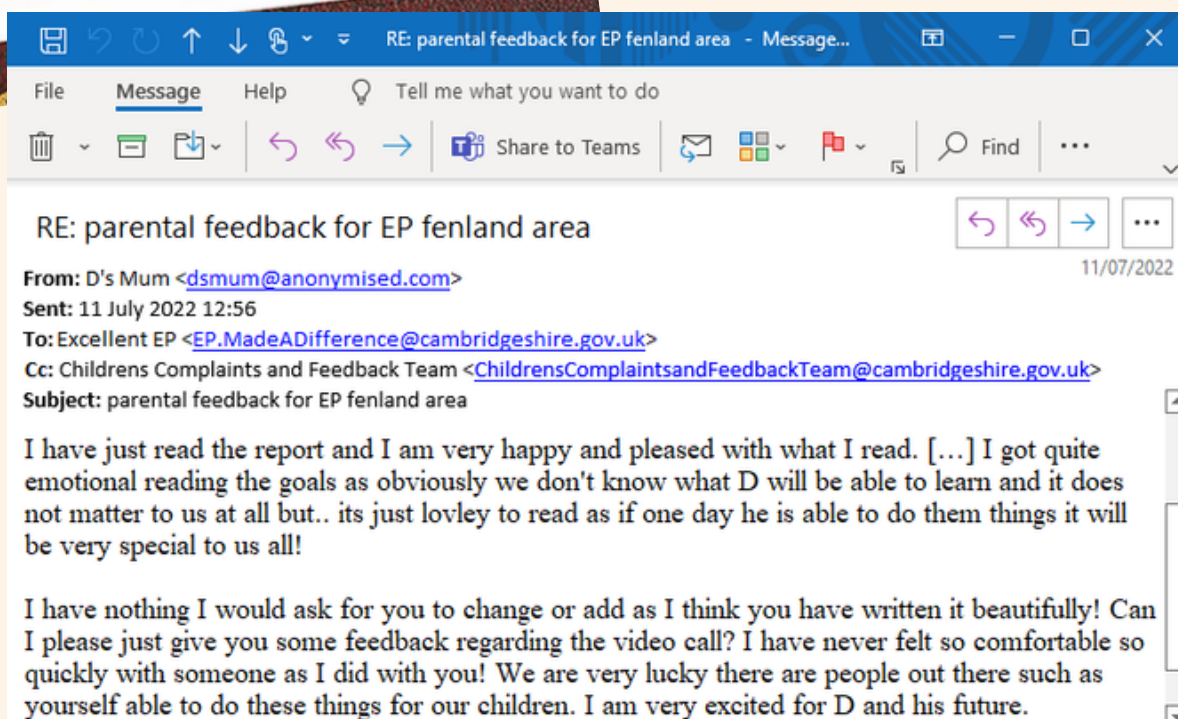 RE: parental feedback for EP fenland area - Message...
File Message Help Tell me what you want to do
Share to Teams Find ...
RE: parental feedback for EP fenland area
From: D's Mum <dsmum@anonymised.com>
11/07/2022
Sent: 11 July 2022 12:56
To: Excellent EP <EP.MadeADifference@cambridgeshire.gov.uk>
Cc: Childrens Complaints and Feedback Team <ChildrensComplaintsandFeedbackTeam@cambridgeshire.gov.uk>
Subject: parental feedback for EP fenland area
I have just read the report and I am very happy and pleased with what I read. […] I got quite
emotional reading the goals as obviously we don't know what D will be able to learn and it does
not matter to us at all but.. its just lovley to read as if one day he is able to do them things it will
be very special to us all!
I have nothing I would ask for you to change or add as I think you have written it beautifully! Can
I please just give you some feedback regarding the video call? I have never felt so comfortable so
quickly with someone as I did with you! We are very lucky there are people out there such as
yourself able to do these things for our children. I am very excited for D and his future.